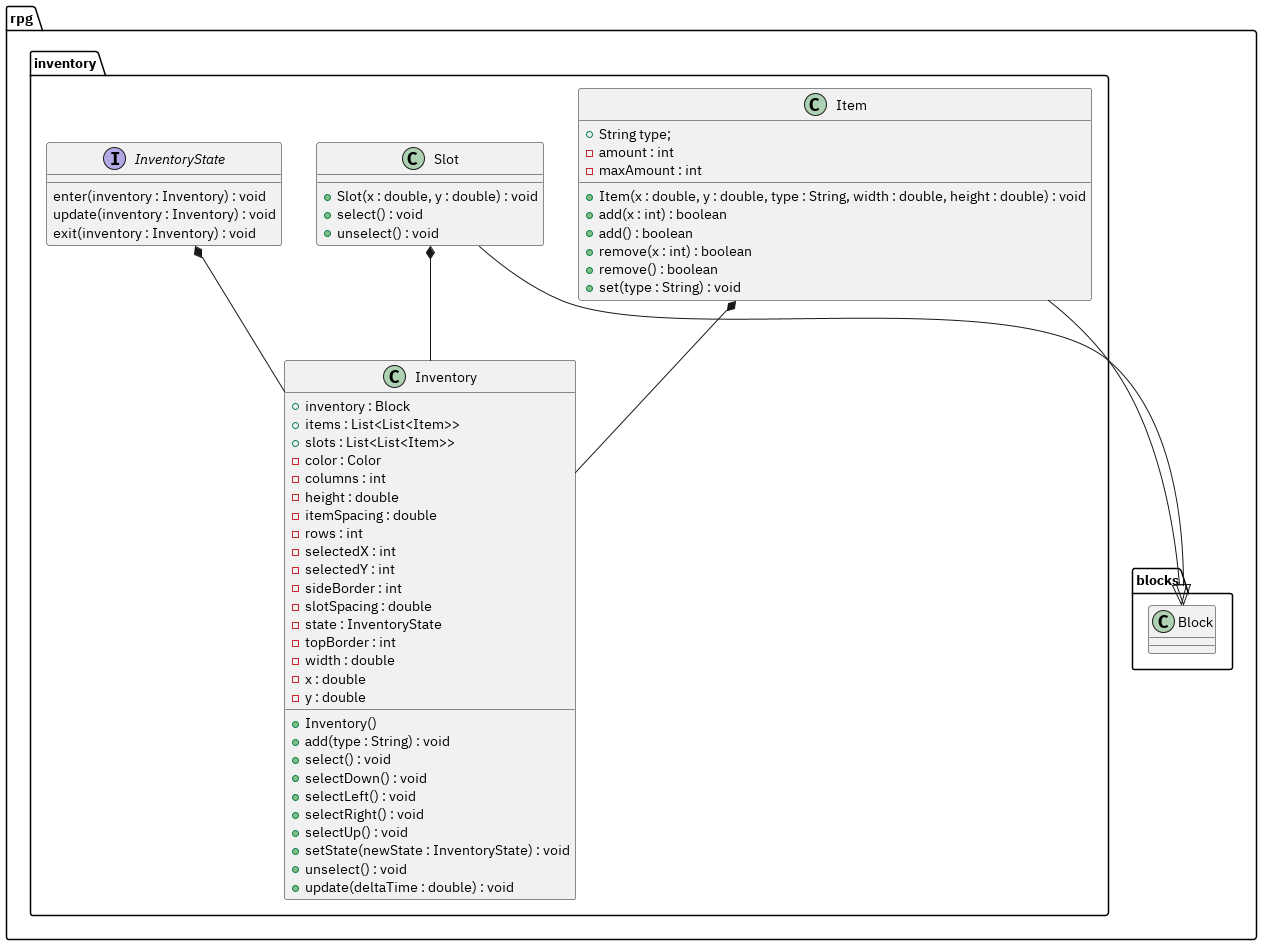 rpg
inventory
I InventoryState
enter(inventory : Inventory) : void
update(inventory : Inventory) : void
exit(inventory : Inventory) : void
C Slot
Slot(x : double, y : double) : void
select() : void
unselect() : void
C Item
String type;
amount : int
maxAmount : int
Item(x : double, y : double, type : String, width : double, height : double) : void
add(x : int) : boolean
add() : boolean
remove(x : int) : boolean
remove() : boolean
set(type : String) : void
C Inventory
inventory : Block
items : List<List<Item>>
slots : List<List<Item>>
color : Color
columns : int
height : double
itemSpacing : double
rows : int
selectedX : int
selectedY : int
sideBorder : int
slotSpacing : double
state : InventoryState
topBorder : int
width : double
x : double
y : double
Inventory()
add(type : String) : void
select() : void
selectDown() : void
selectLeft() : void
selectRight() : void
selectUp() : void
setState(newState : InventoryState) : void
unselect() : void
update(deltaTime : double) : void
blocks
C Block